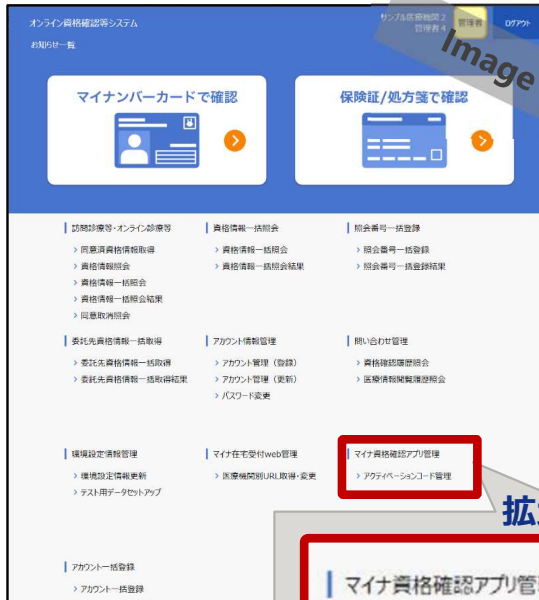 オンライン資格確認等システム
サンプル医療機関2
管理者4
管理者
ログアウト
お知らせ一覧
Image
マイナンバーカードで確認
保険証/処方箋で確認
訪問診療等・オンライン診療等
> 同意済資格情報取得
> 資格情報照会
> 資格情報一括照会
> 資格情報一括照会結果
> 同意取消照会
資格情報一括照会
> 資格情報一括照会
> 資格情報一括照会結果
照会番号一括登録
> 照会番号一括登録
> 照会番号一括登録結果
委託先資格情報一括取得
> 委託先資格情報一括取得
> 委託先資格情報一括取得結果
アカウント情報管理
> アカウント管理（登録）
> アカウント管理（更新）
> パスワード変更
問い合わせ管理
> 資格確認履歴照会
> 医療情報閲覧履歴照会
環境設定情報管理
> 環境設定情報更新
> テスト用データセットアップ
マイナ在宅受付web管理
> 医療機関別URL取得・変更
マイナ資格確認アプリ管理
> アクティベーションコード管理
アカウント一括登録
> アカウント一括登録
拡
マイナ資格確認アプリ管